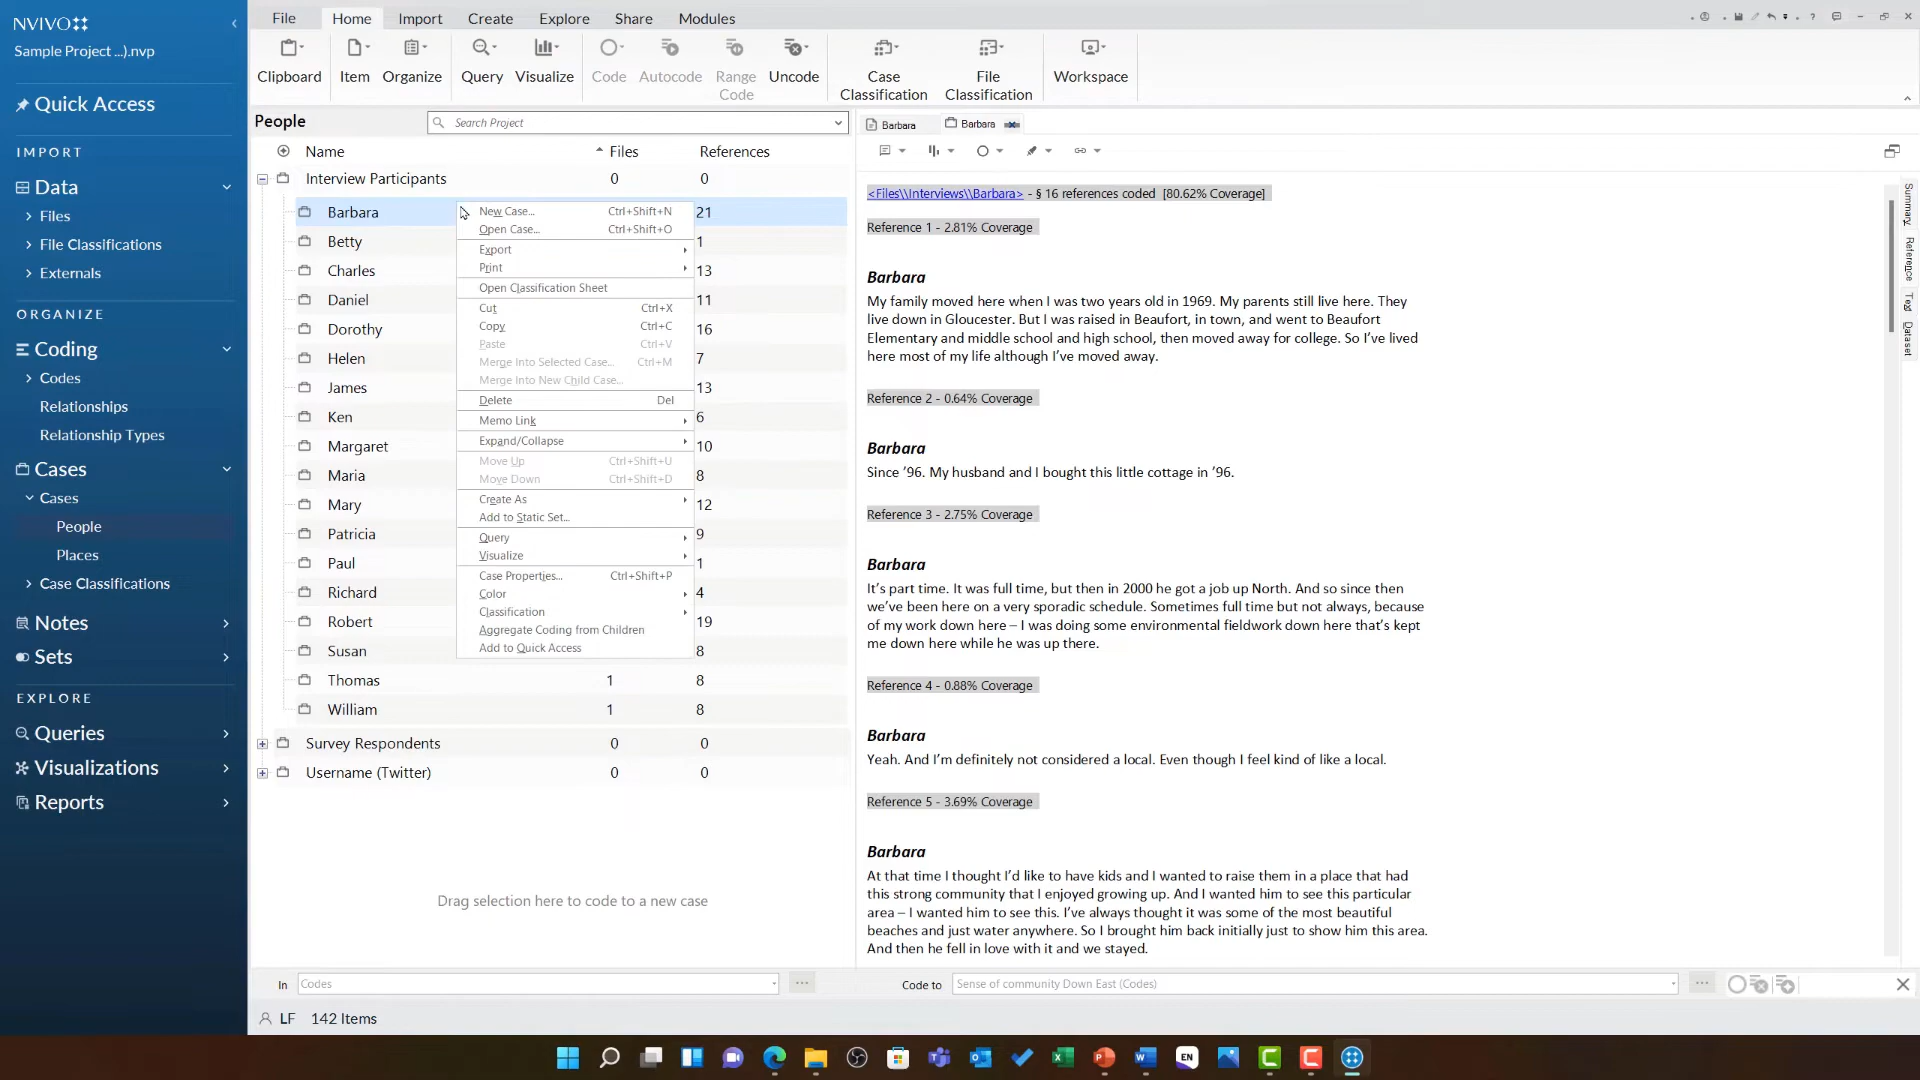 NVIVO
Sample Project ...).nvp
Quick Access
IMPORT
Data
Files
File Classifications
Externals
ORGANIZE
Coding
Codes
Relationships
Relationship Types
Cases
Cases
People
Places
Case Classifications
Notes
Sets
EXPLORE
Queries
Visualizations
Reports
File Home Import Create Explore Share Modules
Clipboard Item Organize Query Visualize Code Autocode Range Code Uncode Case Classification File Classification Workspace
People Search Project
Name Files References
Interview Participants 0 0
Barbara 21
Betty 1
Charles 13
Daniel 11
Dorothy 16
Helen 7
James 13
Ken 6
Margaret 10
Maria 8
Mary 12
Patricia 9
Paul 1
Richard 4
Robert 19
Susan 8
Thomas 1 8
William 1 8
Survey Respondents 0 0
Username (Twitter) 0 0
New Case... Ctrl+Shift+N
Open Case... Ctrl+Shift+O
Export
Print
Open Classification Sheet
Cut Ctrl+X
Copy Ctrl+C
Paste Ctrl+V
Merge Into Selected Case... Ctrl+M
Merge Into New Child Case...
Delete Del
Memo Link
Expand/Collapse
Move Up Ctrl+Shift+U
Move Down Ctrl+Shift+D
Create As
Add to Static Set...
Query
Visualize
Case Properties... Ctrl+Shift+P
Color
Classification
Aggregate Coding from Children
Add to Quick Access
Drag selection here to code to a new case
Barbara Barbara
<Files\\Interviews\\Barbara> - § 16 references coded [80.62% Coverage]
Reference 1 - 2.81% Coverage
Barbara
My family moved here when I was two years old in 1969. My parents still live here. They
live down in Gloucester. But I was raised in Beaufort, in town, and went to Beaufort
Elementary and middle school and high school, then moved away for college. So I’ve lived
here most of my life although I’ve moved away.
Reference 2 - 0.64% Coverage
Barbara
Since ’96. My husband and I bought this little cottage in ’96.
Reference 3 - 2.75% Coverage
Barbara
It’s part time. It was full time, but then in 2000 he got a job up North. And so since then
we’ve been here on a very sporadic schedule. Sometimes full time but not always, because
of my work down here – I was doing some environmental fieldwork down here that’s kept
me down here while he was up there.
Reference 4 - 0.88% Coverage
Barbara
Yeah. And I’m definitely not considered a local. Even though I feel kind of like a local.
Reference 5 - 3.69% Coverage
Barbara
At that time I thought I’d like to have kids and I wanted to raise them in a place that had
this strong community that I enjoyed growing up. And I wanted him to see this particular
area – I wanted him to see this. I’ve always thought it was some of the most beautiful
beaches and just water anywhere. So I brought him back initially just to show him this area.
And then he fell in love with it and we stayed.
Summary
Reference
Text
Dataset
In Codes ...
Code to Sense of community Down East (Codes) ...
LF 142 Items
EN